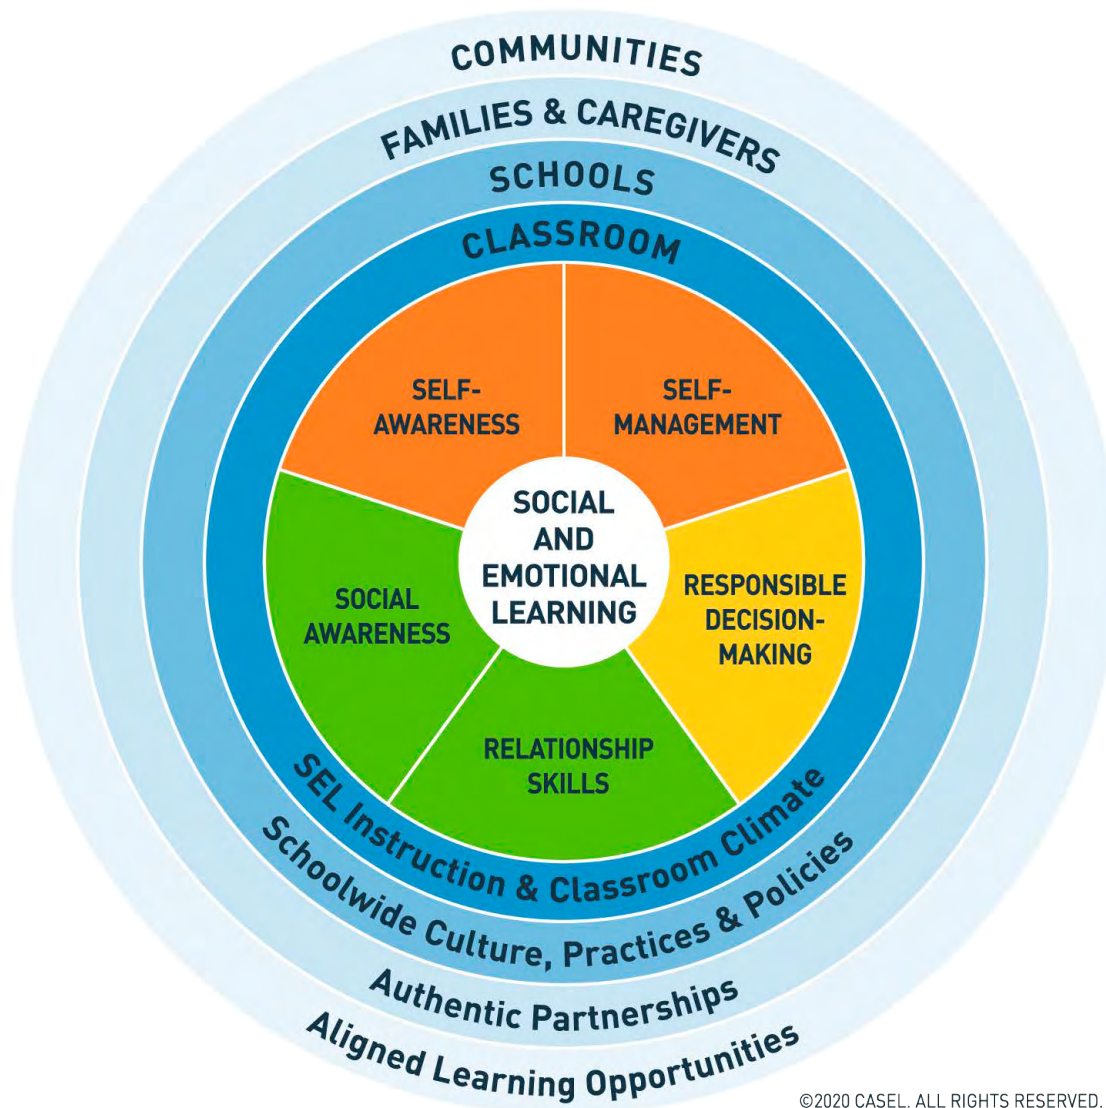 COMMUNITIES
FAMILIES & CAREGIVERS
SCHOOLS
CLASSROOM
SELF-
AWARENESS
SELF-
MANAGEMENT
SOCIAL
AND
EMOTIONAL
LEARNING
SOCIAL
AWARENESS
RESPONSIBLE
DECISION-
MAKING
RELATIONSHIP
SKILLS
SEL Instruction & Classroom Climate
Schoolwide Culture, Practices & Policies
Authentic Partnerships
Aligned Learning Opportunities
©2020 CASEL. ALL RIGHTS RESERVED.